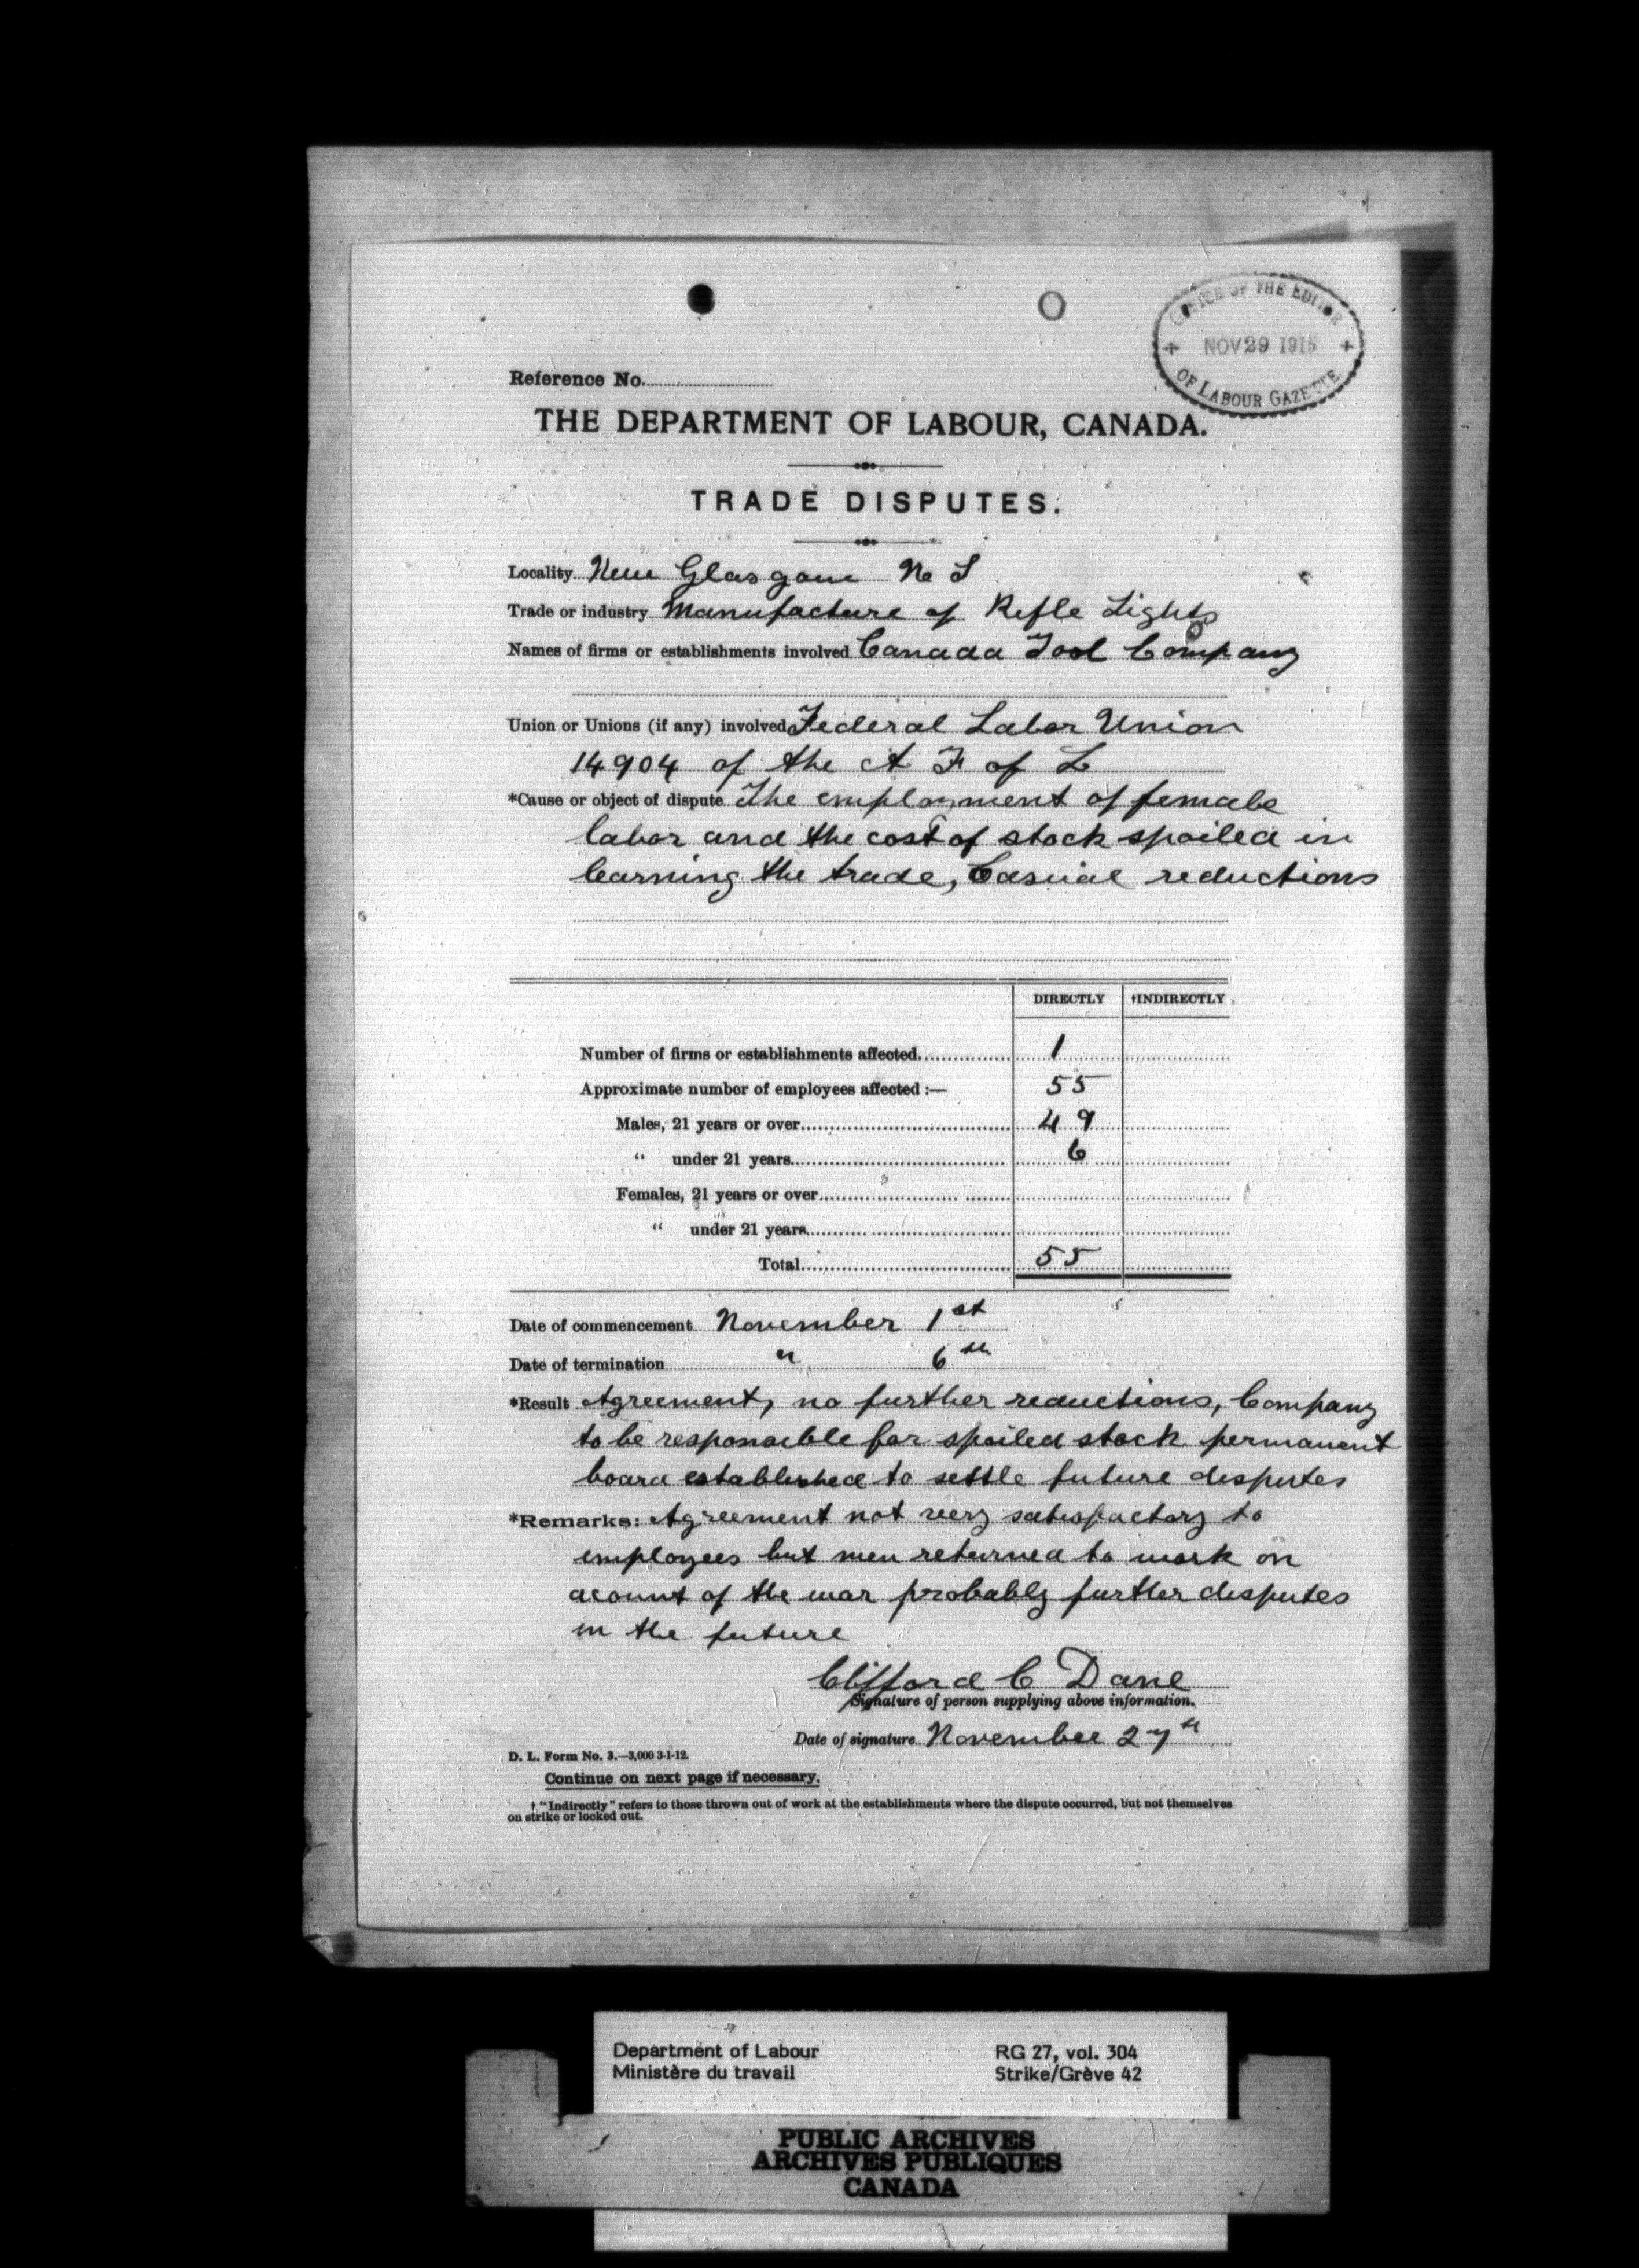 OFFICE OF THE EDITOR
NOV 29 1915
OF LABOUR GAZETTE
Reference No.
THE DEPARTMENT OF LABOUR, CANADA.
TRADE DISPUTES.
Locality New Glasgow N S
Trade or industry Manufacture of Rifle Lights
Names of firms or establishments involved Canada Tool Company
Union or Unions (if any) involved Federal Labor Union
14904 of the A F of L
*Cause or object of dispute The employment of female
labor and the cost of stock spoiled in
learning the trade, Casual reductions
DIRECTLY †INDIRECTLY
Number of firms or establishments affected 1
Approximate number of employees affected :— 55
Males, 21 years or over 49
“ under 21 years 6
Females, 21 years or over
“ under 21 years
Total 55
Date of commencement November 1st
Date of termination " 6th
*Result Agreement, no further reductions, Company
to be responsible for spoiled stock permanent
board established to settle future disputes
*Remarks: Agreement not very satisfactory to
employees but men returned to work on
acount of the war probably further disputes
in the future
Clifford C Dane
Signature of person supplying above information.
Date of signature November 27th
D. L. Form No. 3.—3,000 3-1-12.
Continue on next page if necessary.
† "Indirectly" refers to those thrown out of work at the establishments where the dispute occurred, but not themselves
on strike or locked out.
Department of Labour RG 27, vol. 304
Ministère du travail Strike/Grève 42
PUBLIC ARCHIVES
ARCHIVES PUBLIQUES
CANADA